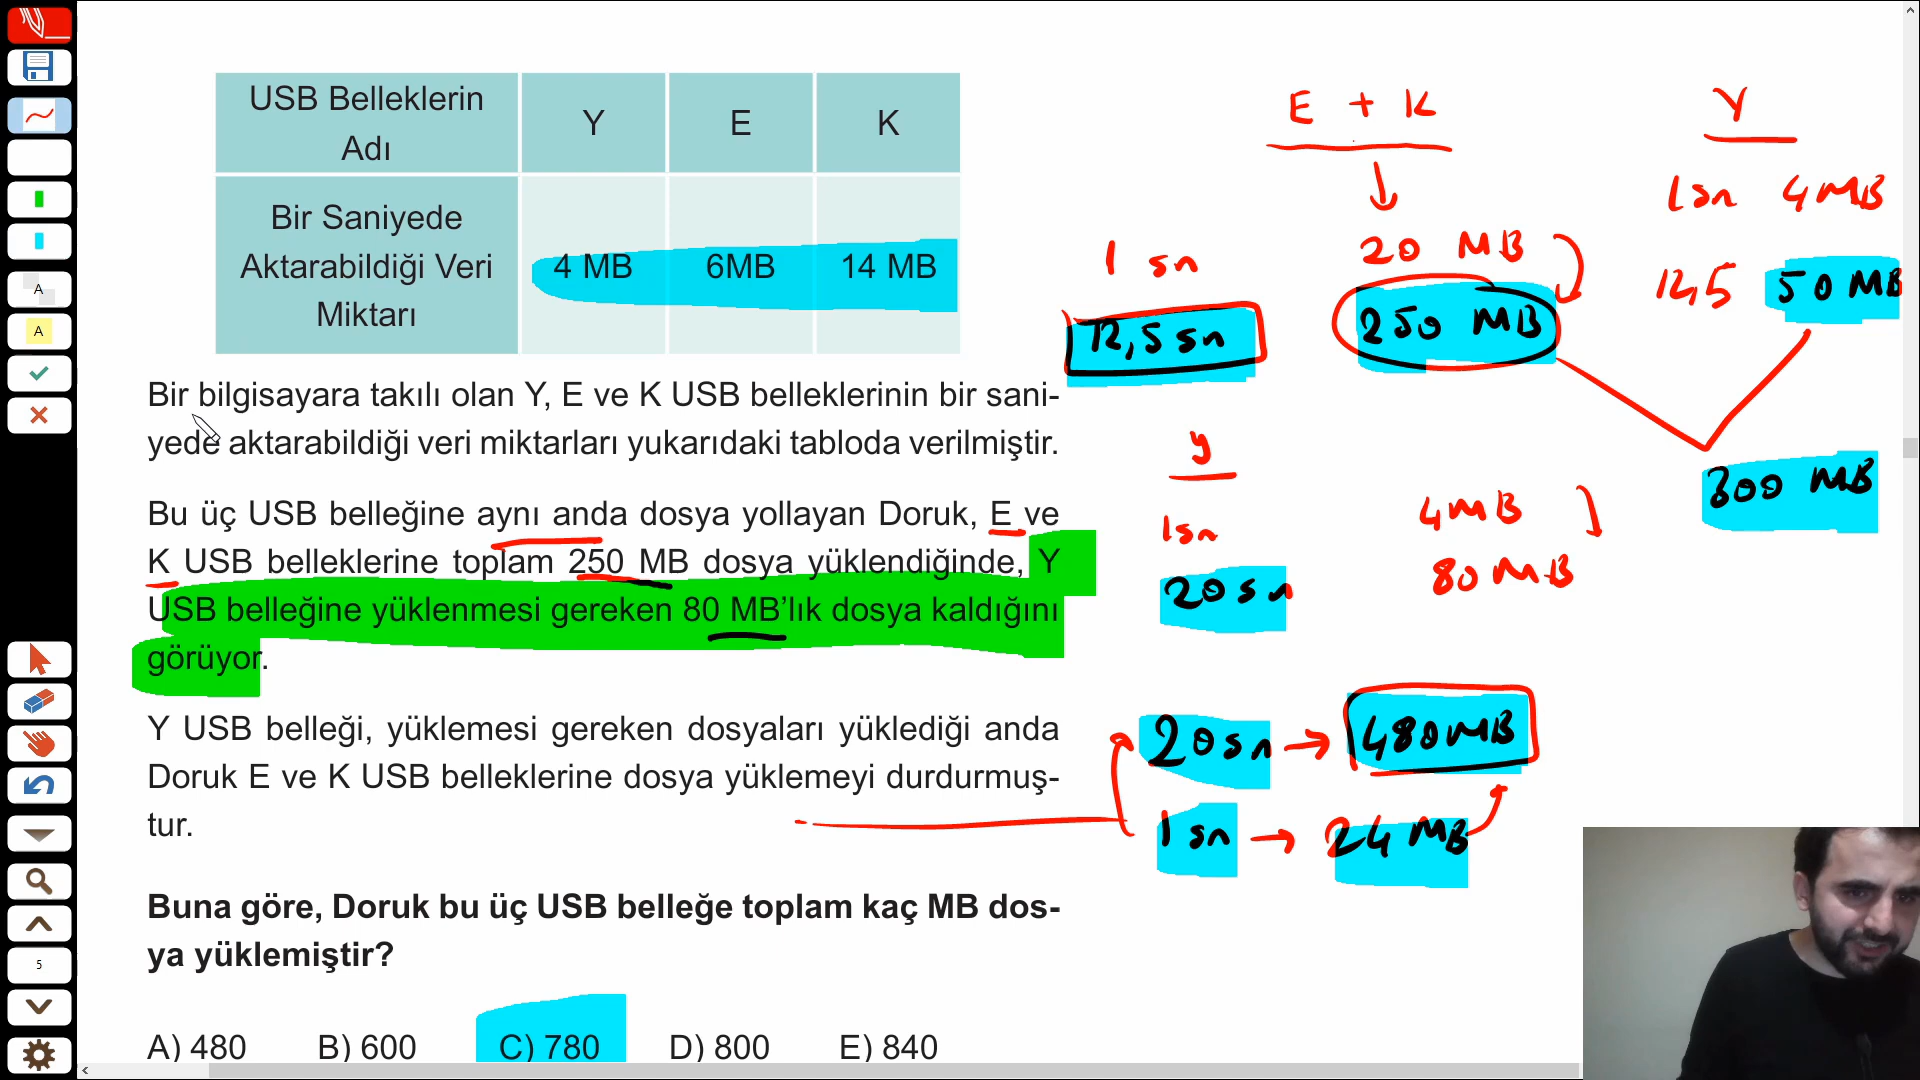 USB Belleklerin
Adı
Y
E
K
Bir Saniyede
Aktarabildiği Veri
Miktarı
4 MB
6MB
14 MB
Bir bilgisayara takılı olan Y, E ve K USB belleklerinin bir sani-
yede aktarabildiği veri miktarları yukarıdaki tabloda verilmiştir.
Bu üç USB belleğine aynı anda dosya yollayan Doruk, E ve
K USB belleklerine toplam 250 MB dosya yüklendiğinde, Y
USB belleğine yüklenmesi gereken 80 MB'lık dosya kaldığını
görüyor.
Y USB belleği, yüklemesi gereken dosyaları yüklediği anda
Doruk E ve K USB belleklerine dosya yüklemeyi durdurmuş-
tur.
Buna göre, Doruk bu üç USB belleğe toplam kaç MB dos-
ya yüklemiştir?
A) 480
B) 600
C) 780
D) 800
E) 840
E + K
1 sn
20 MB
12,5 sn
250 MB
Y
1sn 4MB
12,5 50 MB
300 MB
y
1sn
4MB
20sn
80MB
20sn → 480MB
1 sn → 24 MB
A
A
5